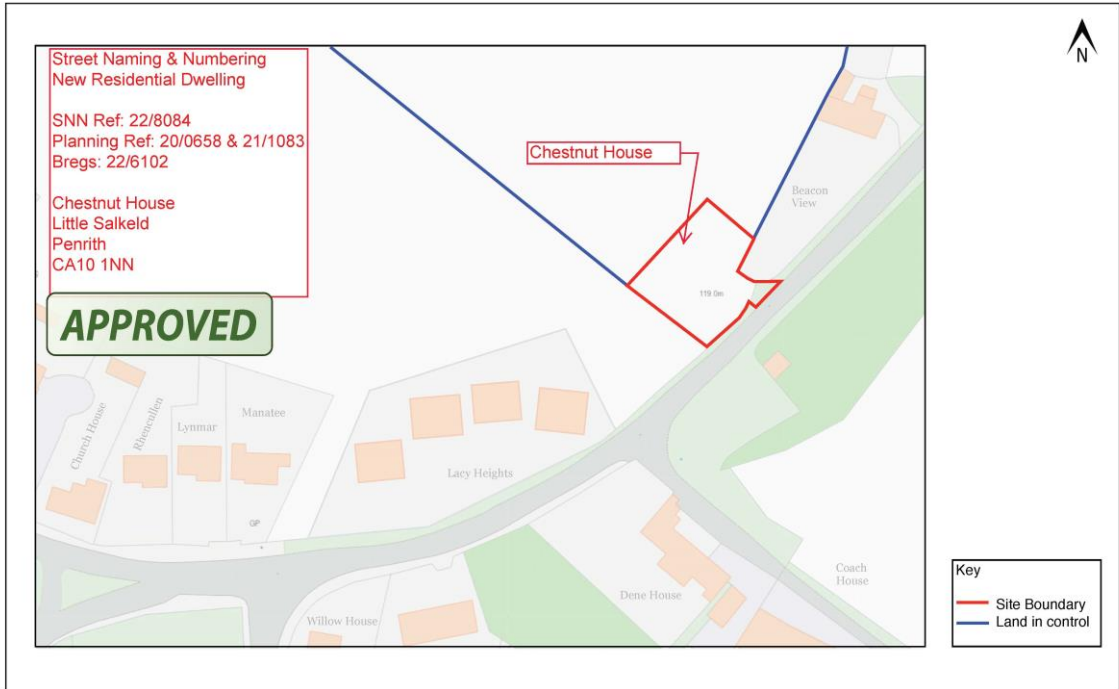 Street Naming & Numbering
New Residential Dwelling
SNN Ref: 22/8084
Planning Ref: 20/0658 & 21/1083
Bregs: 22/6102
Chestnut House
Little Salkeld
Penrith
CA10 1NN
APPROVED
N
Chestnut House
Beacon
View
119.0m
Church House
Rhencullen
Lynmar
Manatee
GP
Lacy Heights
Willow House
Dene House
Coach
House
Key
Site Boundary
Land in control